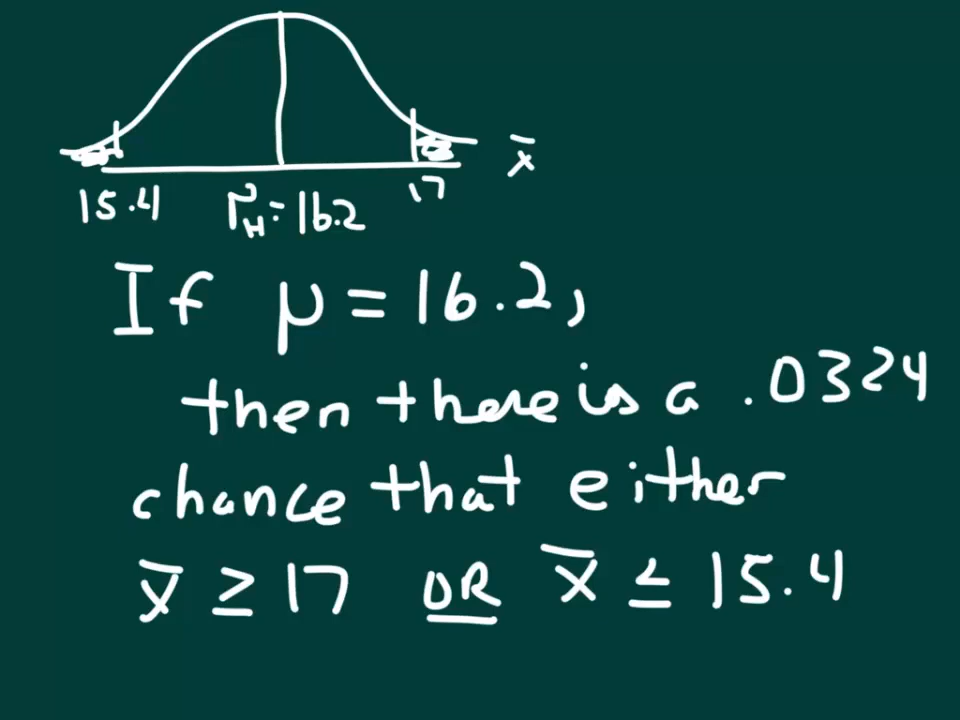 x̄
15.4 μH = 16.2 17
If μ = 16.2,
then there is a .0324
chance that either
x̄ ≥ 17 OR x̄ ≤ 15.4